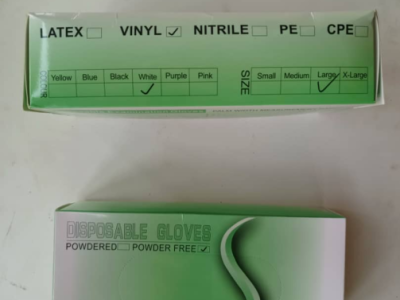 LATEX VINYL NITRILE PE CPE
COLOR Yellow Blue Black White Purple Pink SIZE Small Medium Large X-Large
DISPOSABLE GLOVES
POWDERED POWDER FREE